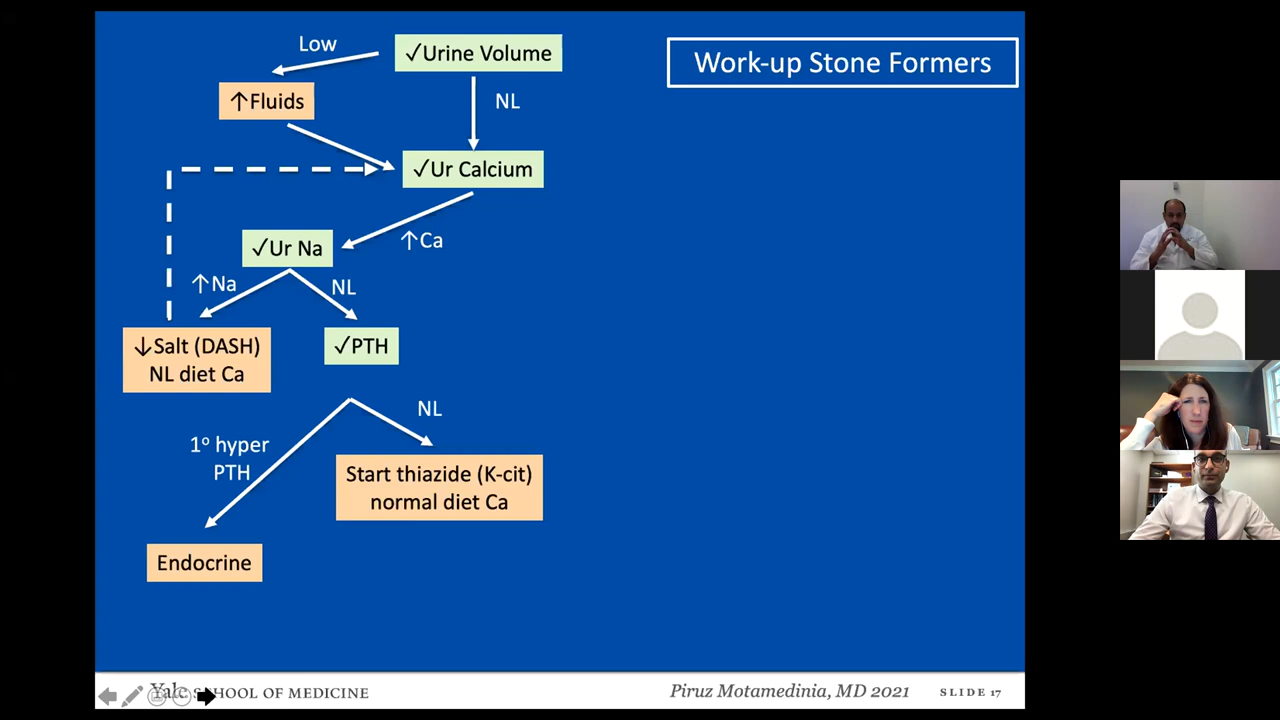 Work-up Stone Formers
Low
✓Urine Volume
↑Fluids
NL
✓Ur Calcium
✓Ur Na
↑Ca
↑Na
NL
↓Salt (DASH)
NL diet Ca
✓PTH
NL
1º hyper
PTH
Start thiazide (K-cit)
normal diet Ca
Endocrine
Yale SCHOOL OF MEDICINE
Piruz Motamedinia, MD 2021
SLIDE 17